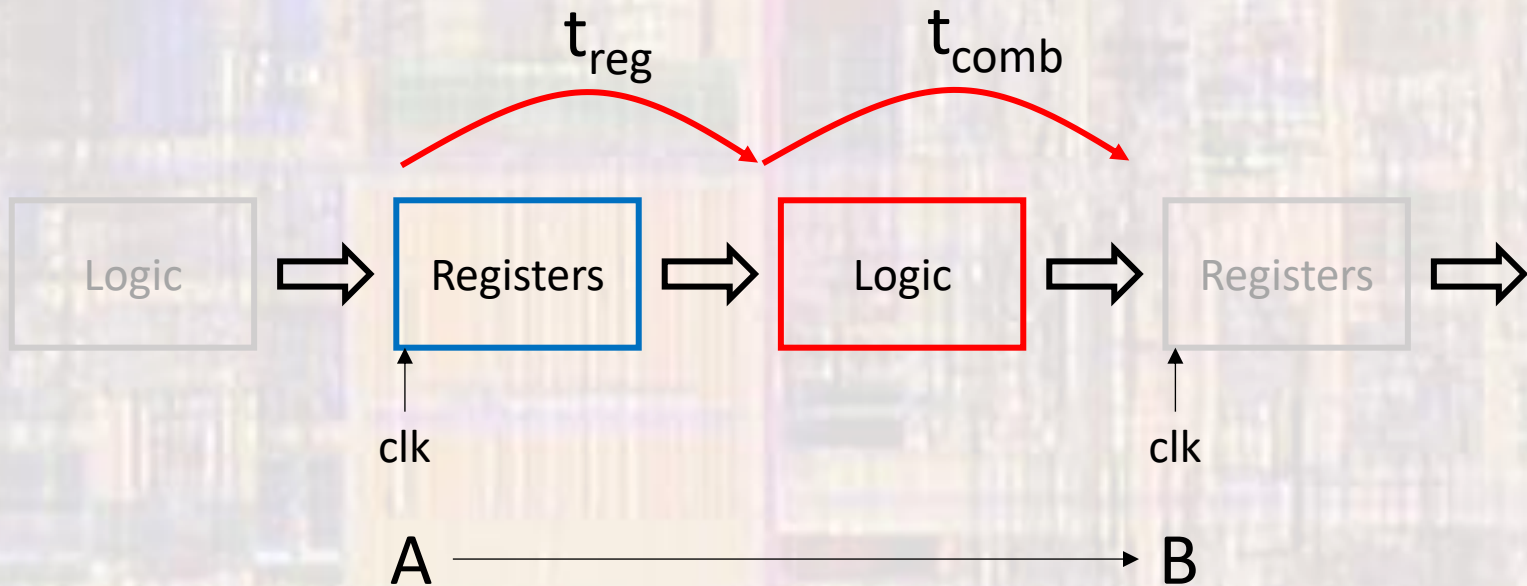 t_reg
t_comb
Logic
Registers
Logic
Registers
clk
clk
A
B